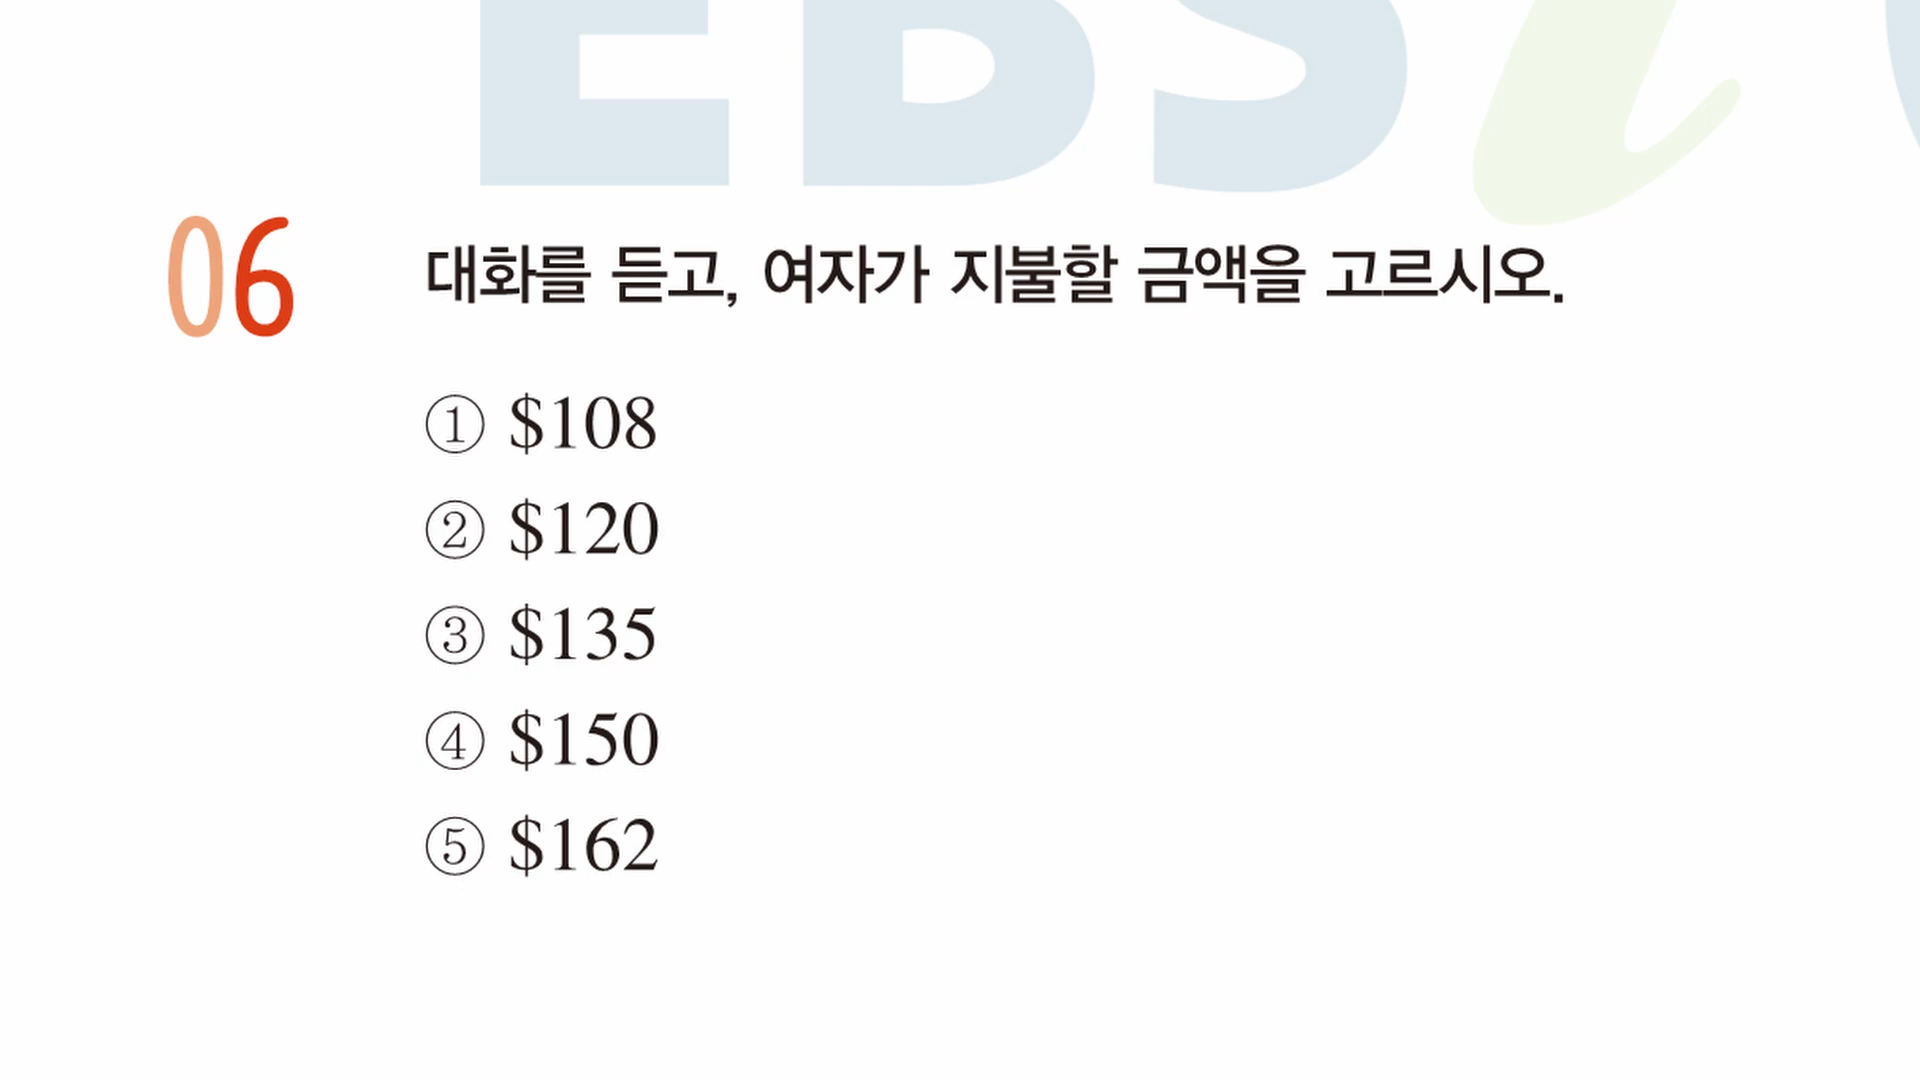 EBSi
06 대화를 듣고, 여자가 지불할 금액을 고르시오.
① $108
② $120
③ $135
④ $150
⑤ $162